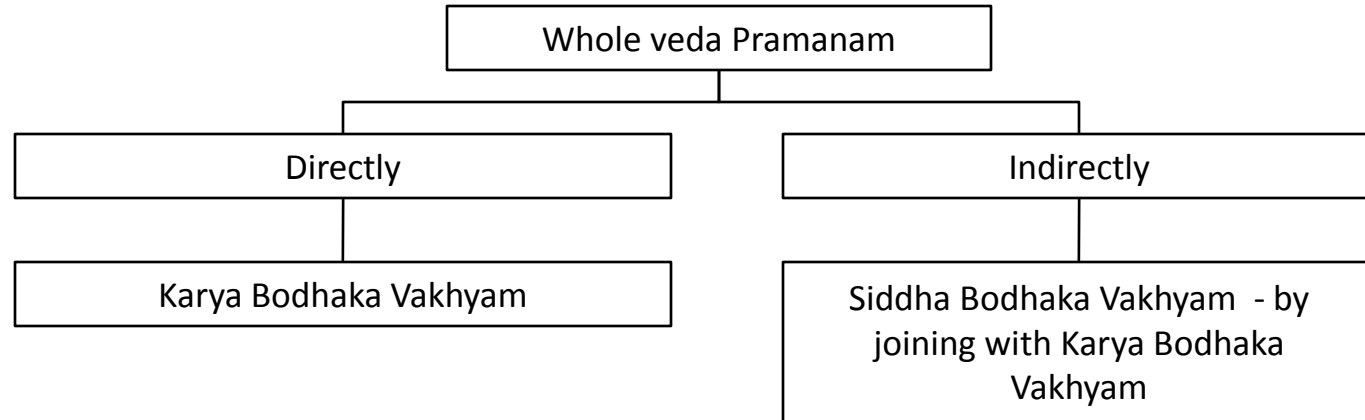 Whole veda Pramanam
Directly
Indirectly
Karya Bodhaka Vakhyam
Siddha Bodhaka Vakhyam - by
joining with Karya Bodhaka
Vakhyam